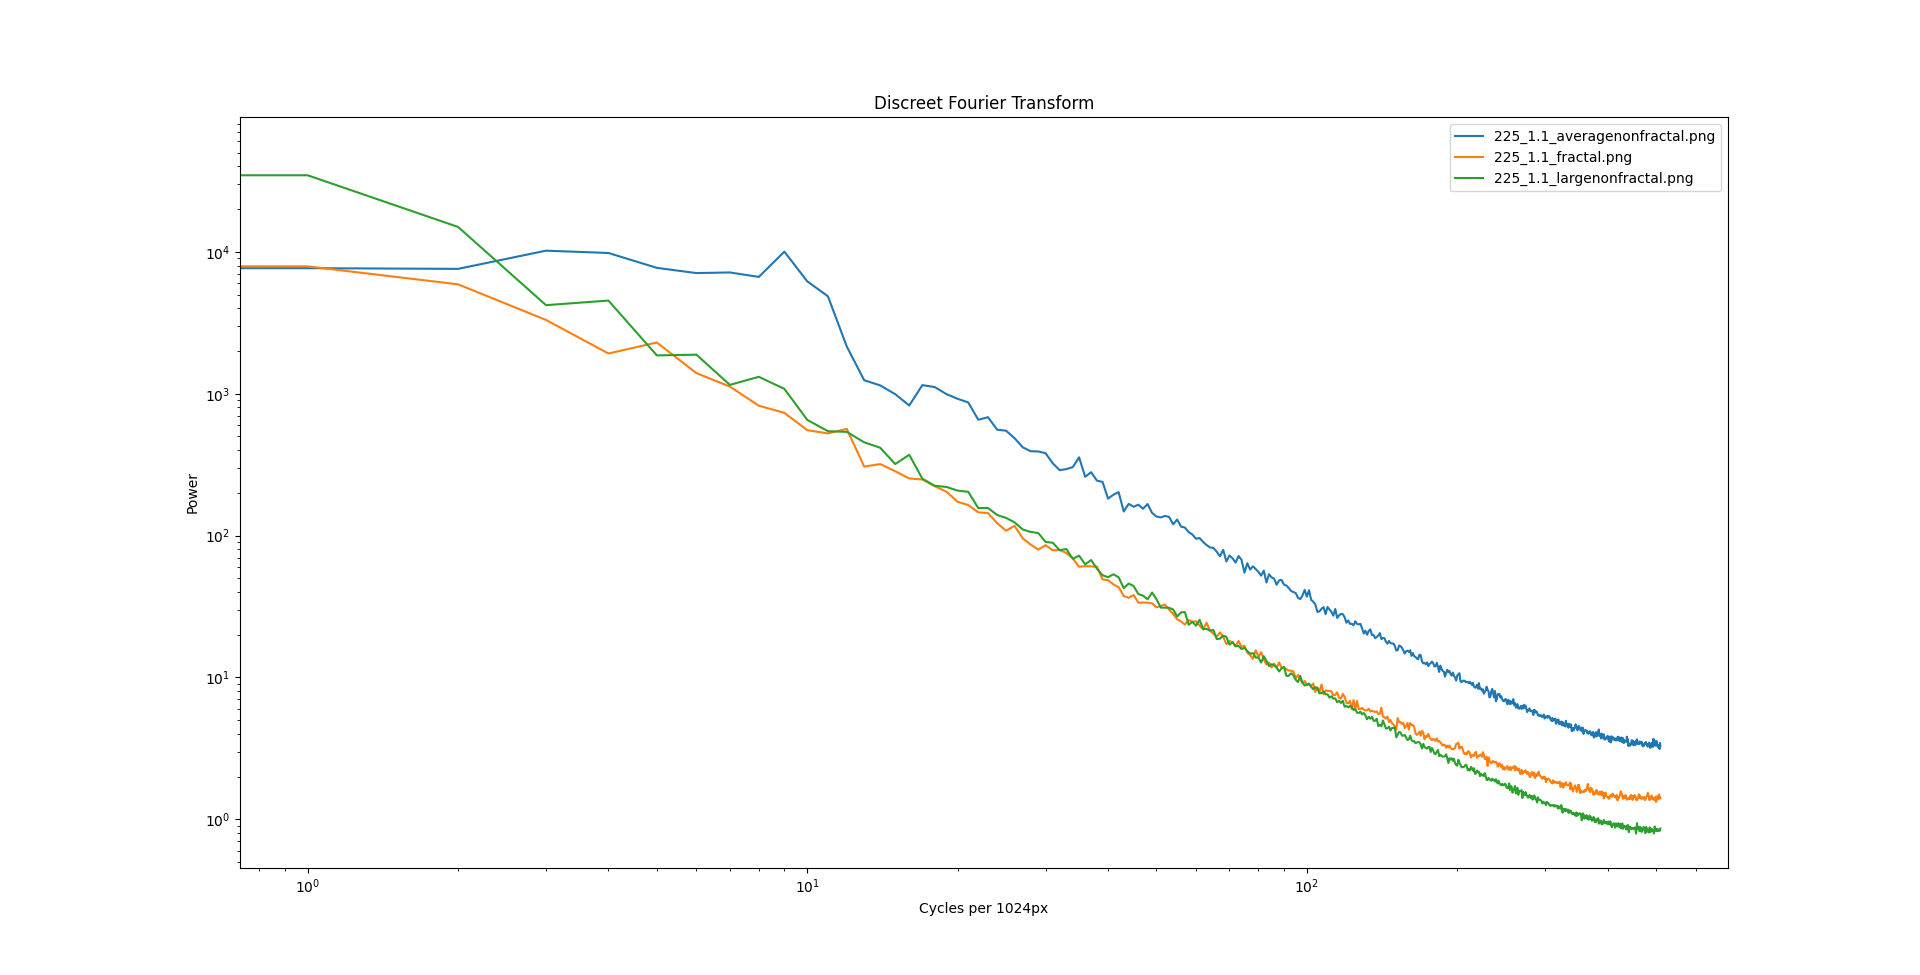 Discreet Fourier Transform
225_1.1_averagenonfractal.png
225_1.1_fractal.png
225_1.1_largenonfractal.png
Power
10⁴
10³
10²
10¹
10⁰
10⁰ 10¹ 10²
Cycles per 1024px